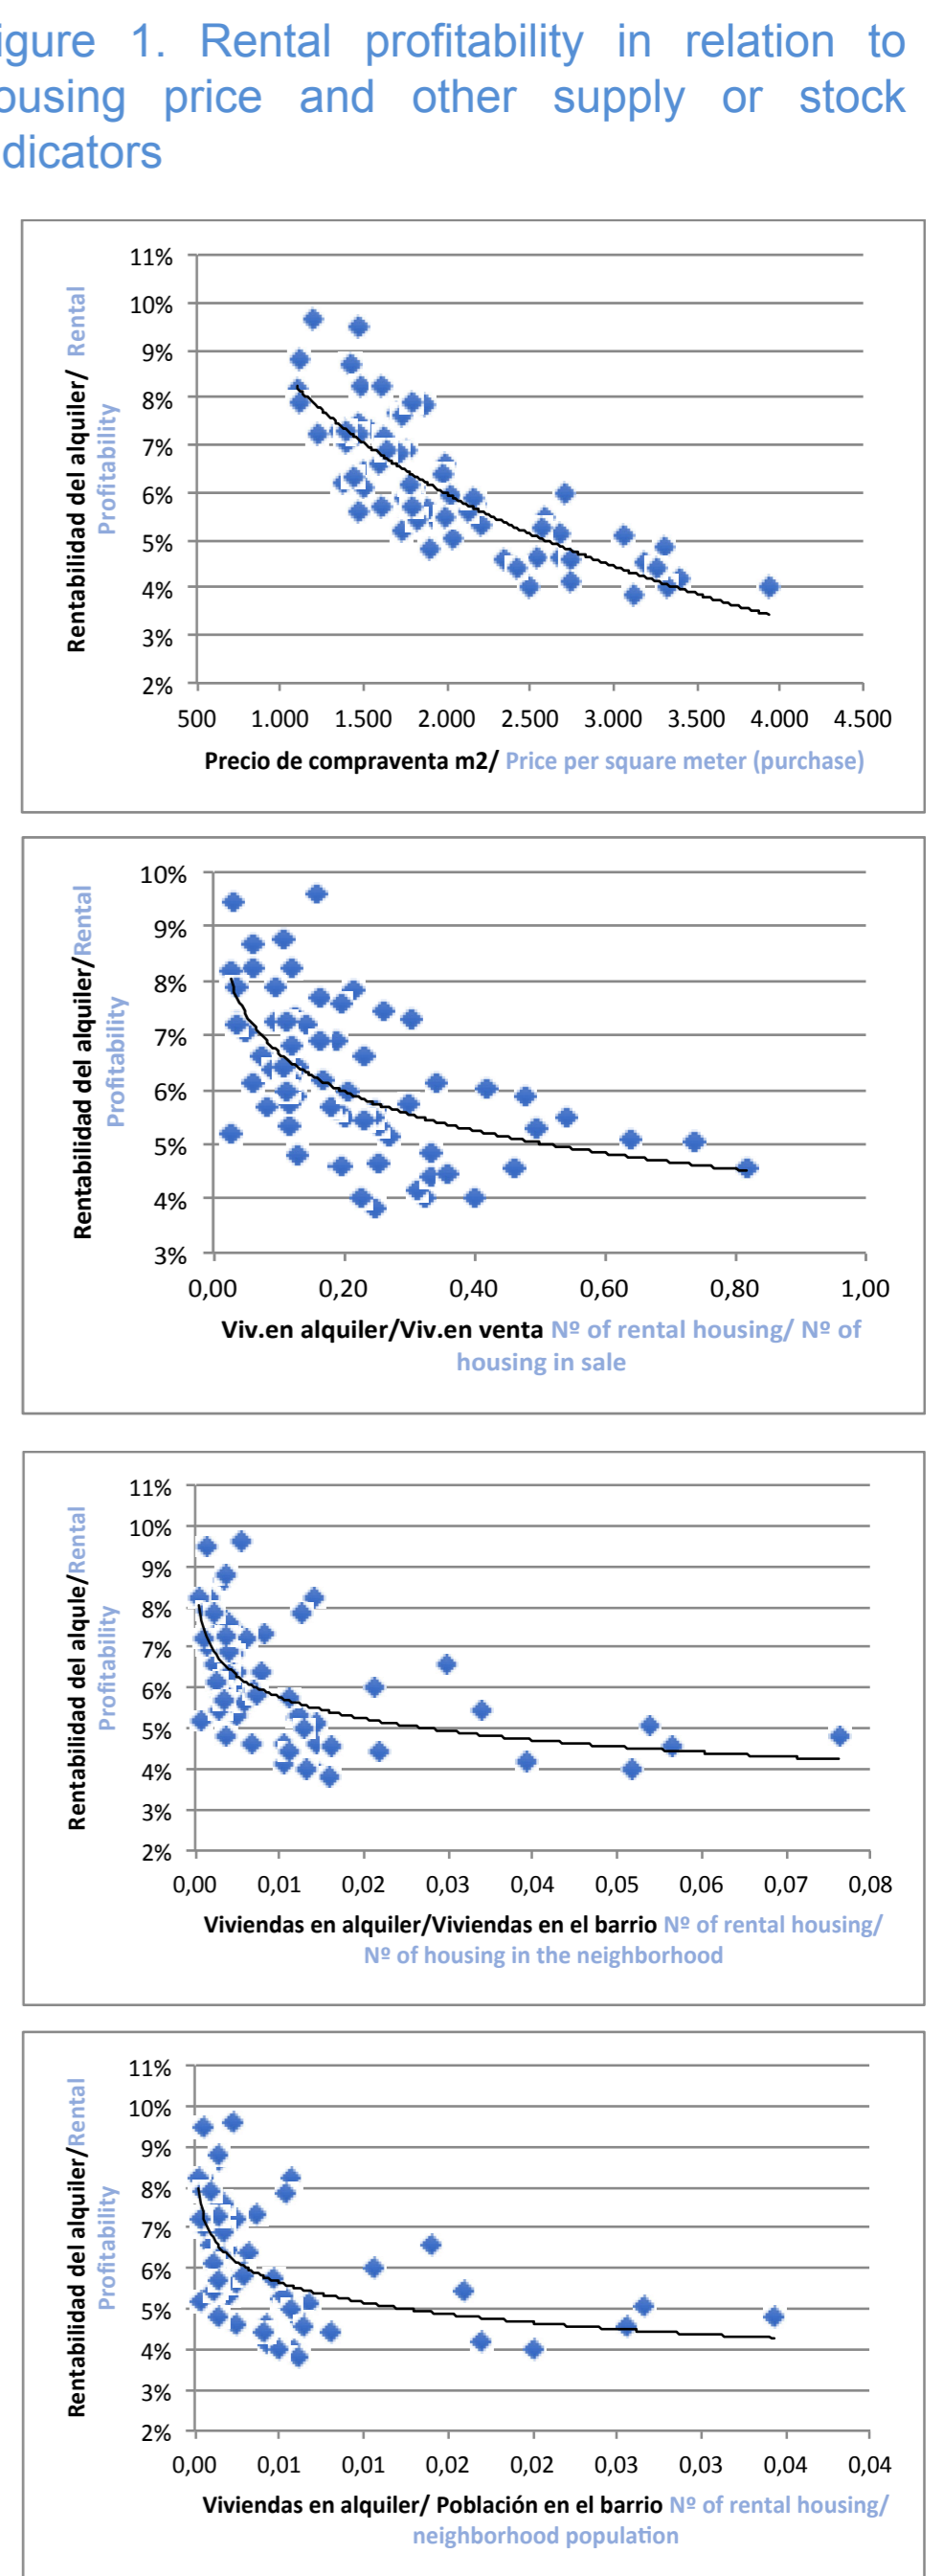 igure 1. Rental profitability in relation to
ousing price and other supply or stock
dicators
Rentabilidad del alquiler/ Rental
Profitability
11%
10%
9%
8%
7%
6%
5%
4%
3%
2%
500 1.000 1.500 2.000 2.500 3.000 3.500 4.000 4.500
Precio de compraventa m2/ Price per square meter (purchase)
Rentabilidad del alquiler/Rental
Profitability
10%
9%
8%
7%
6%
5%
4%
3%
0,00 0,20 0,40 0,60 0,80 1,00
Viv.en alquiler/Viv.en venta Nº of rental housing/ Nº of
housing in sale
Rentabilidad del alqule/Rental
Profitability
11%
10%
9%
8%
7%
6%
5%
4%
3%
2%
0,00 0,01 0,02 0,03 0,04 0,05 0,06 0,07 0,08
Viviendas en alquiler/Viviendas en el barrio Nº of rental housing/
Nº of housing in the neighborhood
Rentabilidad del alquiler/Rental
Profitability
11%
10%
9%
8%
7%
6%
5%
4%
3%
2%
0,00 0,01 0,01 0,02 0,02 0,03 0,03 0,04 0,04
Viviendas en alquiler/ Población en el barrio Nº of rental housing/
neighborhood population